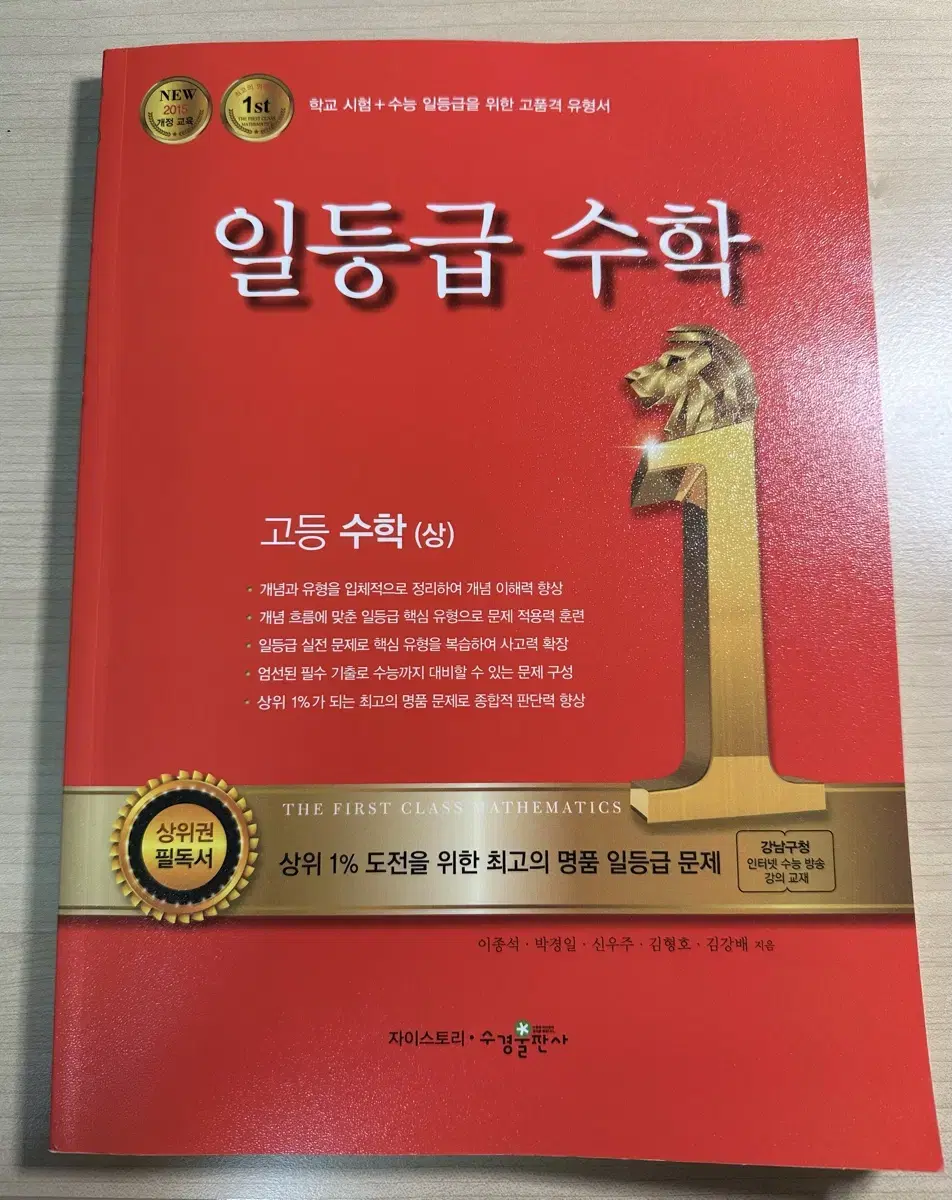 NEW
2015
개정 교육
1st
THE FIRST CLASS
MATHEMATICS
학교 시험+수능 일등급을 위한 고품격 유형서
일등급 수학
고등 수학 (상)
• 개념과 유형을 입체적으로 정리하여 개념 이해력 향상
• 개념 흐름에 맞춘 일등급 핵심 유형으로 문제 적용력 훈련
• 일등급 실전 문제로 핵심 유형을 복습하여 사고력 확장
• 엄선된 필수 기출로 수능까지 대비할 수 있는 문제 구성
• 상위 1%가 되는 최고의 명품 문제로 종합적 판단력 향상
상위권
필독서
THE FIRST CLASS MATHEMATICS
상위 1% 도전을 위한 최고의 명품 일등급 문제
강남구청
인터넷 수능 방송
강의 교재
이종석 · 박경일 · 신우주 · 김형호 · 김강배 지음
자이스토리 · 수경출판사